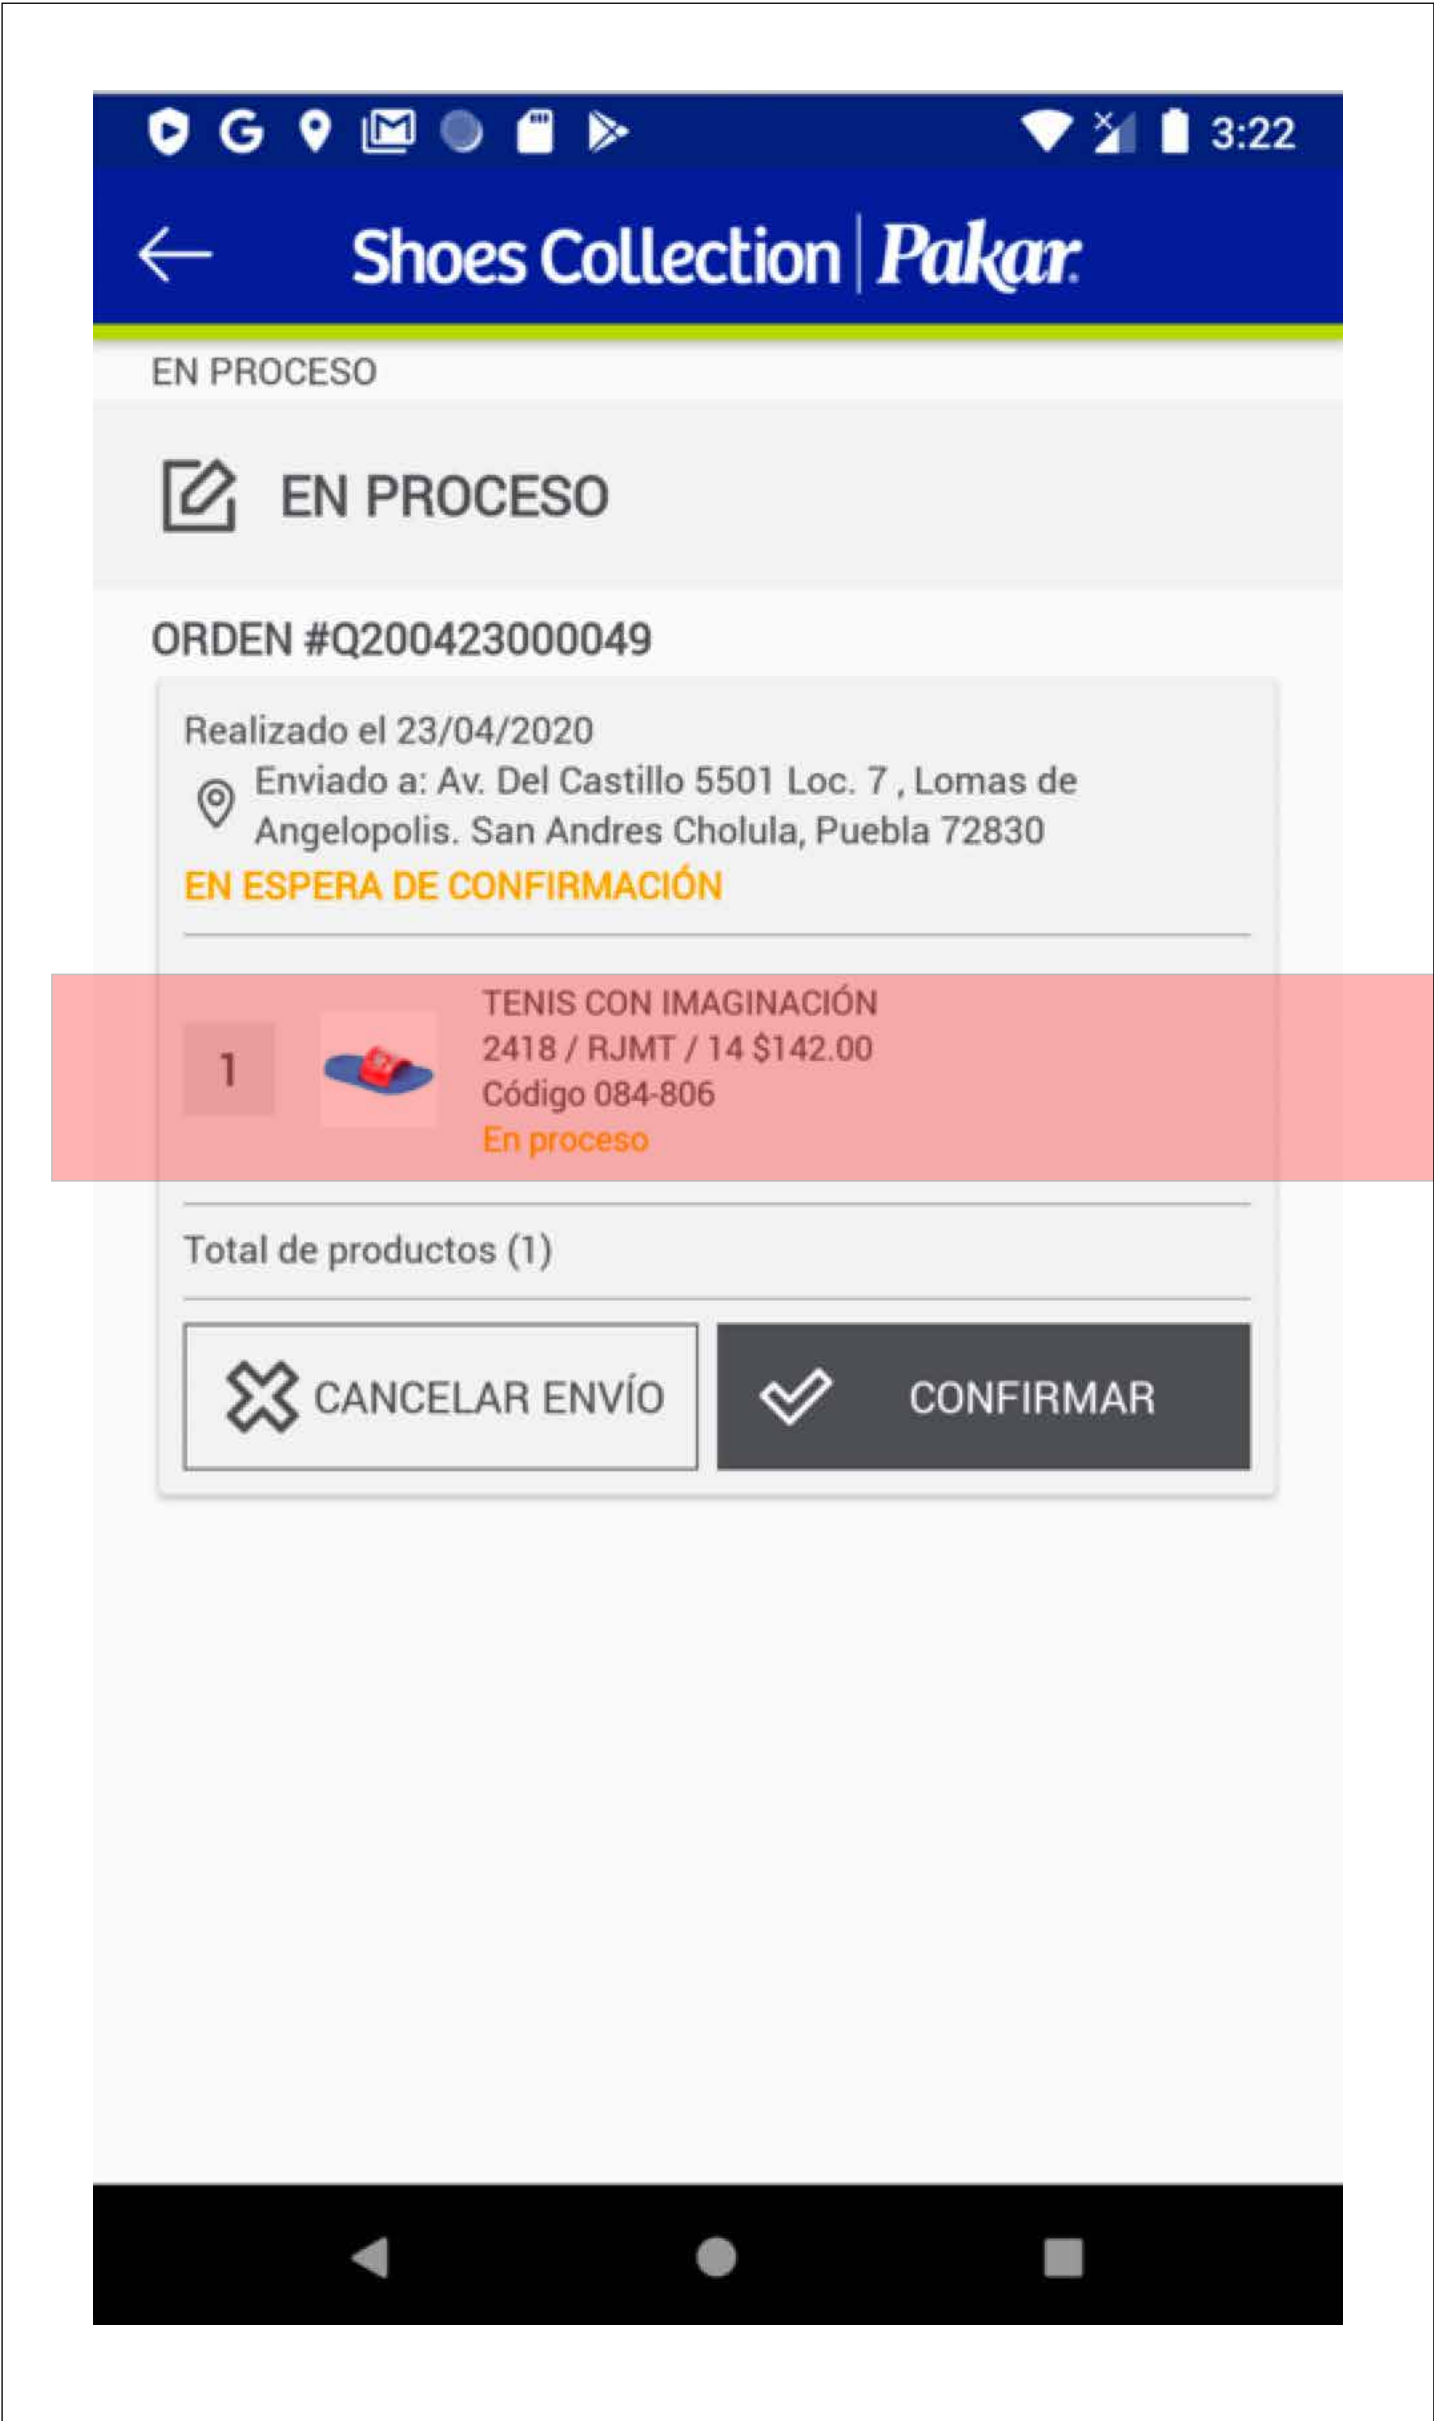 3:22
Shoes Collection | Pakar
EN PROCESO
EN PROCESO
ORDEN #Q200423000049
Realizado el 23/04/2020
Enviado a: Av. Del Castillo 5501 Loc. 7 , Lomas de
Angelopolis. San Andres Cholula, Puebla 72830
EN ESPERA DE CONFIRMACIÓN
1
TENIS CON IMAGINACIÓN
2418 / RJMT / 14 $142.00
Código 084-806
En proceso
Total de productos (1)
CANCELAR ENVÍO
CONFIRMAR